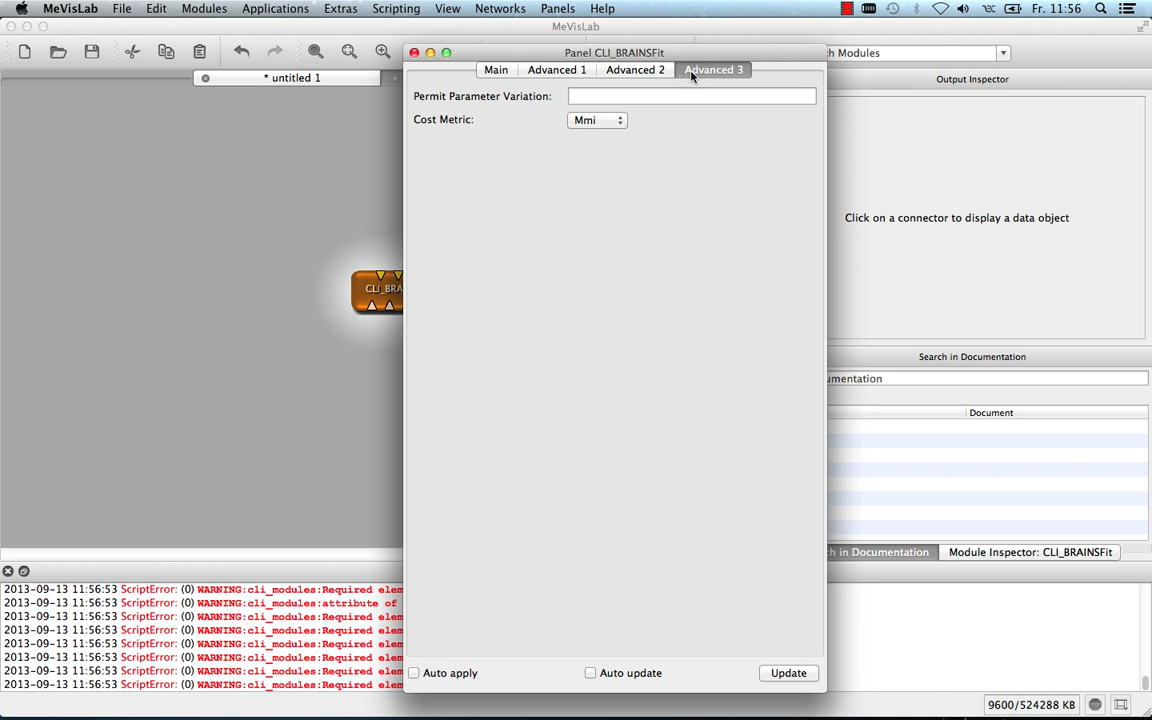 MeVisLab File Edit Modules Applications Extras Scripting View Networks Panels Help Fr. 11:56
MeVisLab
Panel CLI_BRAINSFit
h Modules
* untitled 1
Main Advanced 1 Advanced 2 Advanced 3
Output Inspector
Permit Parameter Variation:
Cost Metric: Mmi
Click on a connector to display a data object
CLI_BRA
Search in Documentation
umentation
Document
h in Documentation Module Inspector: CLI_BRAINSFit
2013-09-13 11:56:53 ScriptError: (0) WARNING:cli_modules:Required elem
2013-09-13 11:56:53 ScriptError: (0) WARNING:cli_modules:attribute of
2013-09-13 11:56:53 ScriptError: (0) WARNING:cli_modules:Required elem
2013-09-13 11:56:53 ScriptError: (0) WARNING:cli_modules:Required elem
2013-09-13 11:56:53 ScriptError: (0) WARNING:cli_modules:Required elem
2013-09-13 11:56:53 ScriptError: (0) WARNING:cli_modules:Required elem
2013-09-13 11:56:53 ScriptError: (0) WARNING:cli_modules:Required elem
2013-09-13 11:56:53 ScriptError: (0) WARNING:cli_modules:Required elem
Auto apply Auto update Update
9600/524288 KB